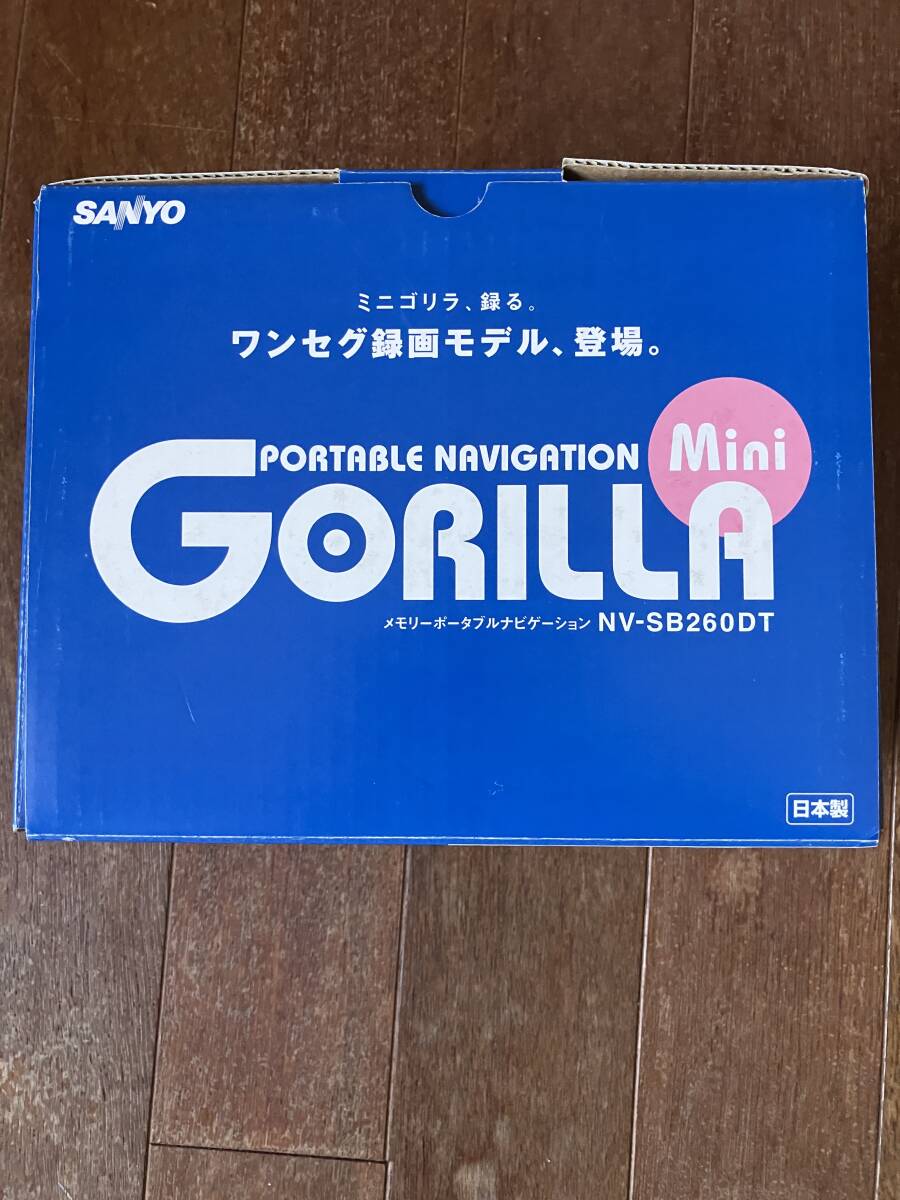 SANYO
ミニゴリラ、録る。
ワンセグ録画モデル、登場。
PORTABLE NAVIGATION
Mini
GORILLA
メモリーポータブルナビゲーション NV-SB260DT
日本製